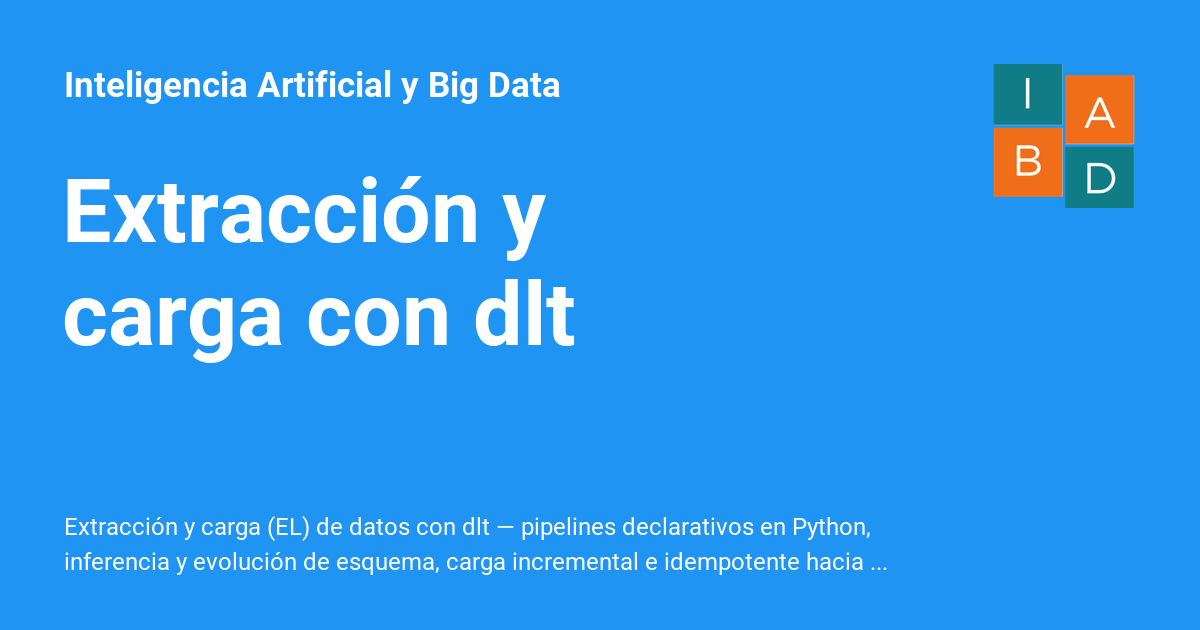 Inteligencia Artificial y Big Data
I A
B D
Extracción y
carga con dlt
Extracción y carga (EL) de datos con dlt — pipelines declarativos en Python,
inferencia y evolución de esquema, carga incremental e idempotente hacia ...